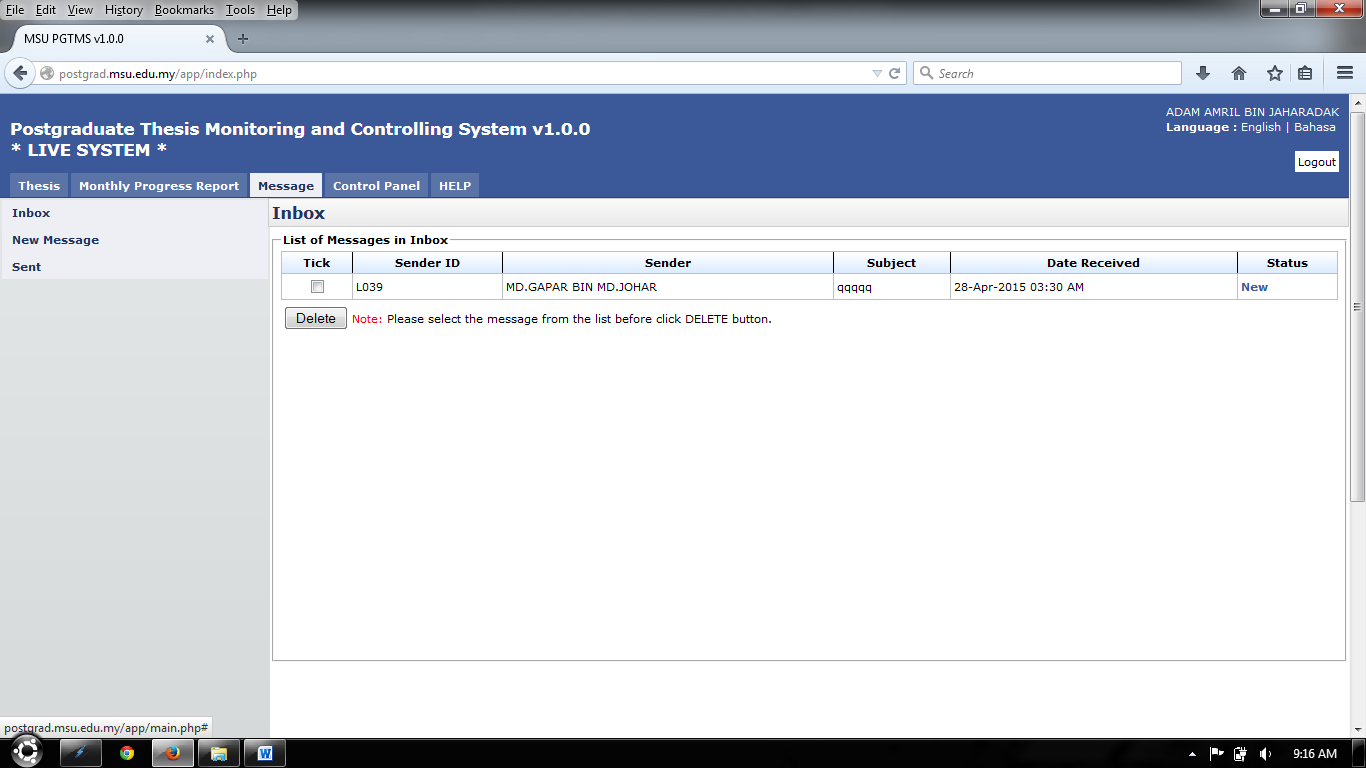 File Edit View History Bookmarks Tools Help
MSU PGTMS v1.0.0
postgrad.msu.edu.my/app/index.php
Search
ADAM AMRIL BIN JAHARADAK
Language : English | Bahasa
Postgraduate Thesis Monitoring and Controlling System v1.0.0
* LIVE SYSTEM *
Logout
Thesis Monthly Progress Report Message Control Panel HELP
Inbox
New Message
Sent
Inbox
List of Messages in Inbox
Tick Sender ID Sender Subject Date Received Status
L039 MD.GAPAR BIN MD.JOHAR qqqqq 28-Apr-2015 03:30 AM New
Delete Note: Please select the message from the list before click DELETE button.
postgrad.msu.edu.my/app/main.php#
9:16 AM